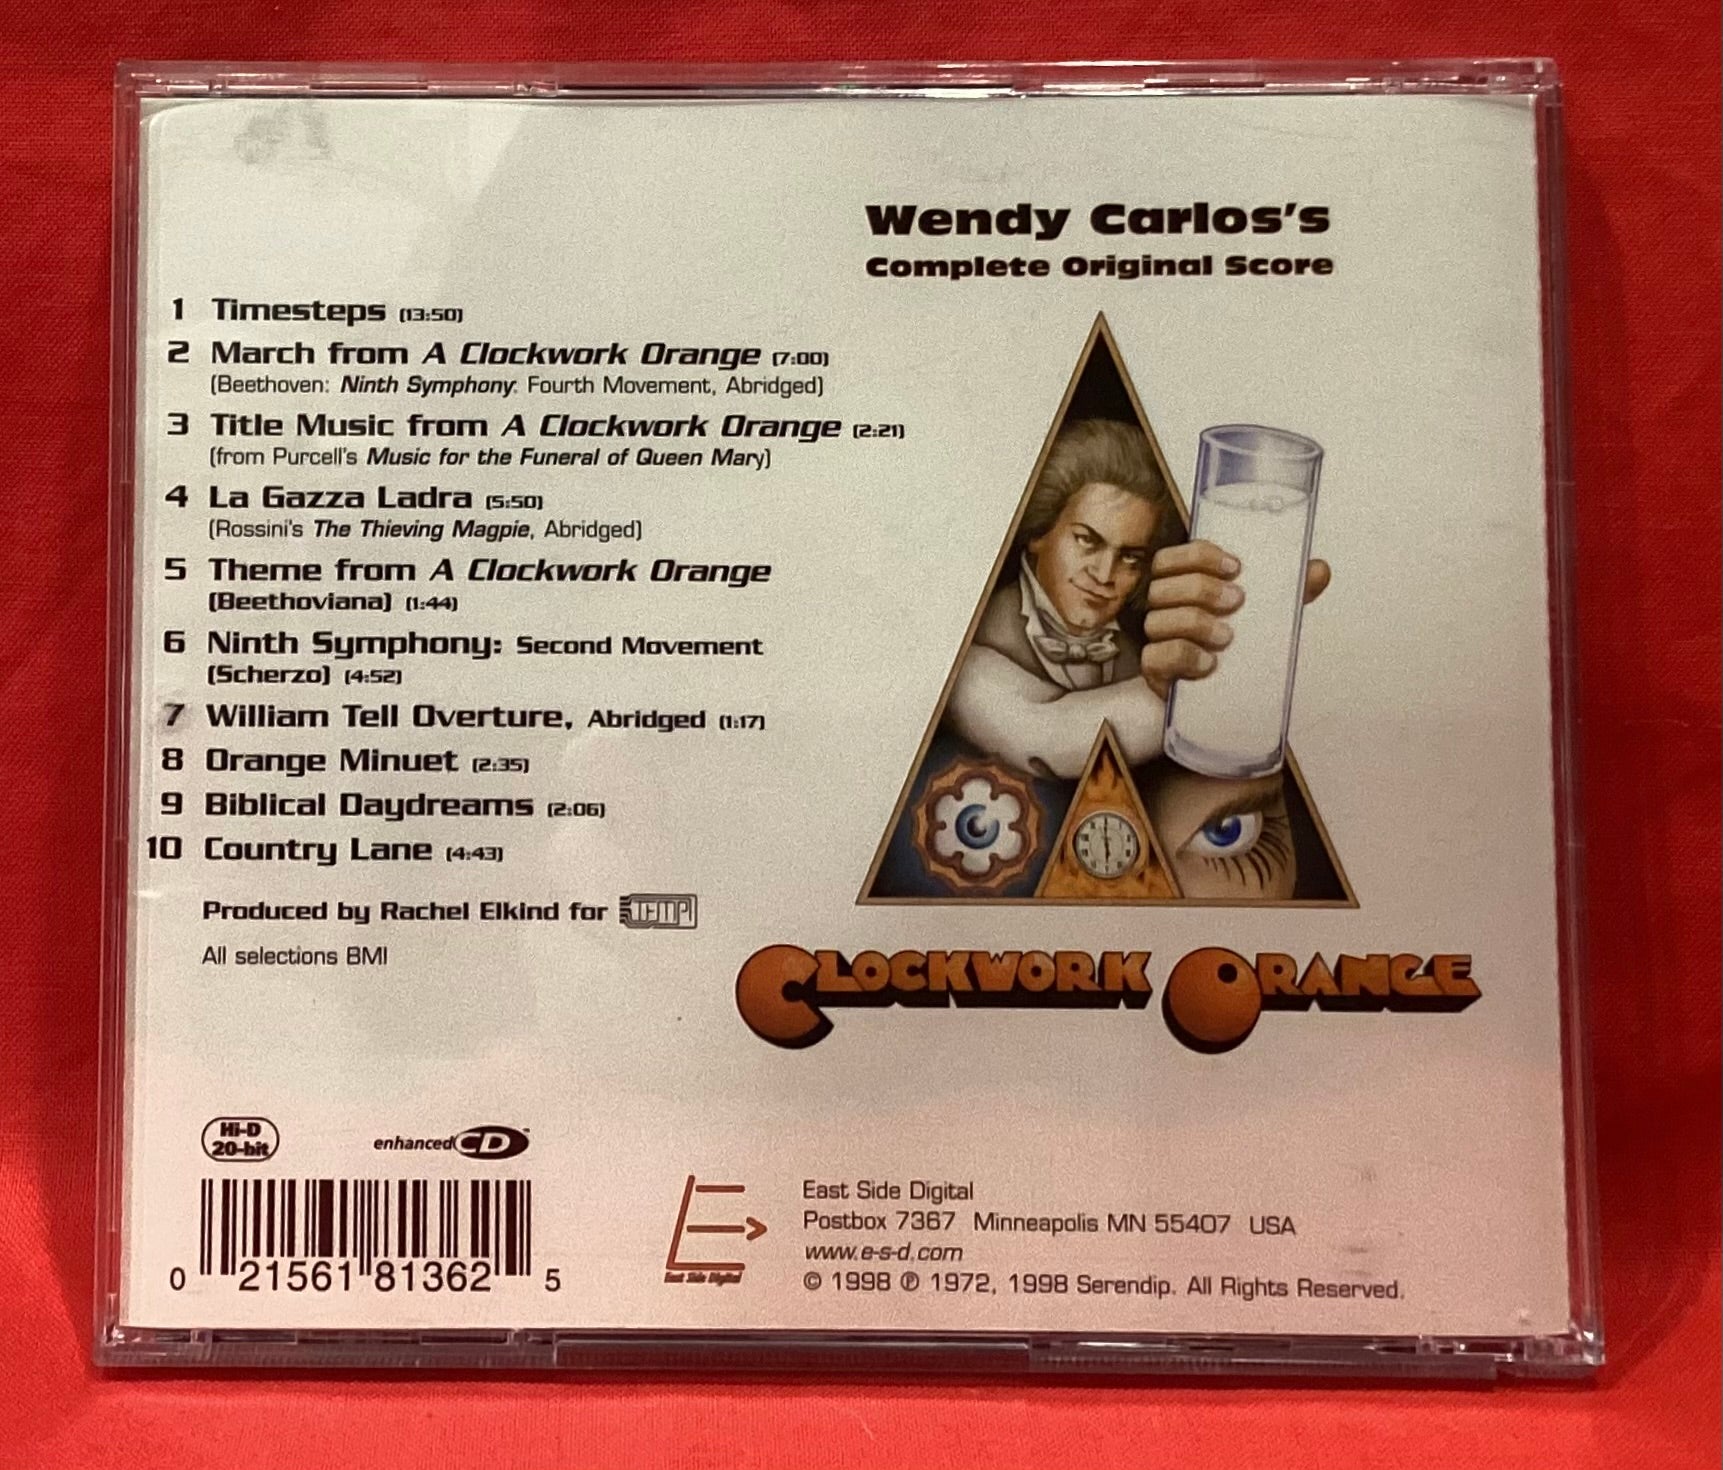 Wendy Carlos's
Complete Original Score
1 Timesteps (13:50)
2 March from A Clockwork Orange (7:00)
(Beethoven: Ninth Symphony: Fourth Movement, Abridged)
3 Title Music from A Clockwork Orange (2:21)
(from Purcell's Music for the Funeral of Queen Mary)
4 La Gazza Ladra (5:50)
(Rossini's The Thieving Magpie, Abridged)
5 Theme from A Clockwork Orange
(Beethoviana) (1:44)
6 Ninth Symphony: Second Movement
(Scherzo) (4:52)
7 William Tell Overture, Abridged (1:17)
8 Orange Minuet (2:35)
9 Biblical Daydreams (2:06)
10 Country Lane (4:43)
Produced by Rachel Elkind for TEMPI
All selections BMI
CLOCKWORK ORANGE
Hi-D
20-bit
enhanced CD
0 21561 81362 5
East Side Digital
East Side Digital
Postbox 7367 Minneapolis MN 55407 USA
www.e-s-d.com
© 1998 ℗ 1972, 1998 Serendip. All Rights Reserved.